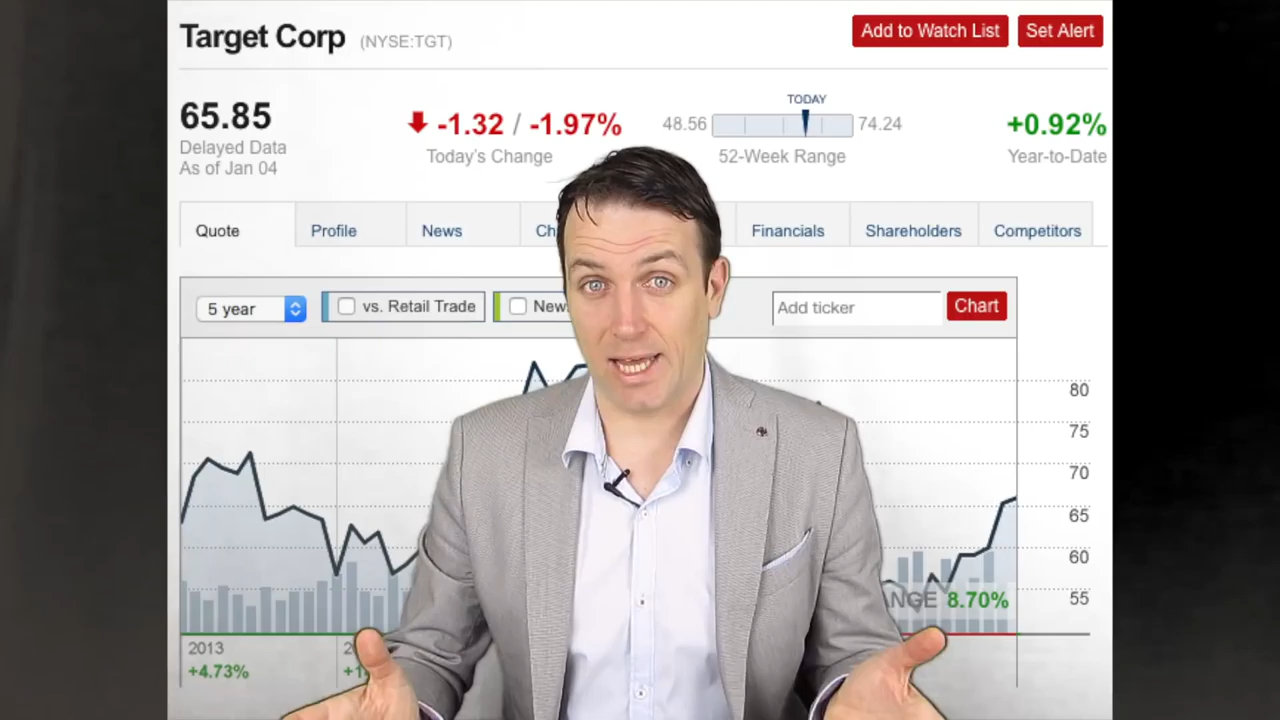 Target Corp (NYSE:TGT)
Add to Watch List
Set Alert
65.85
Delayed Data
As of Jan 04
-1.32 / -1.97%
Today's Change
TODAY
48.56
74.24
52-Week Range
+0.92%
Year-to-Date
Quote
Profile
News
Financials
Shareholders
Competitors
5 year
vs. Retail Trade
Add ticker
Chart
80
75
70
65
60
55
8.70%
2013
+4.73%